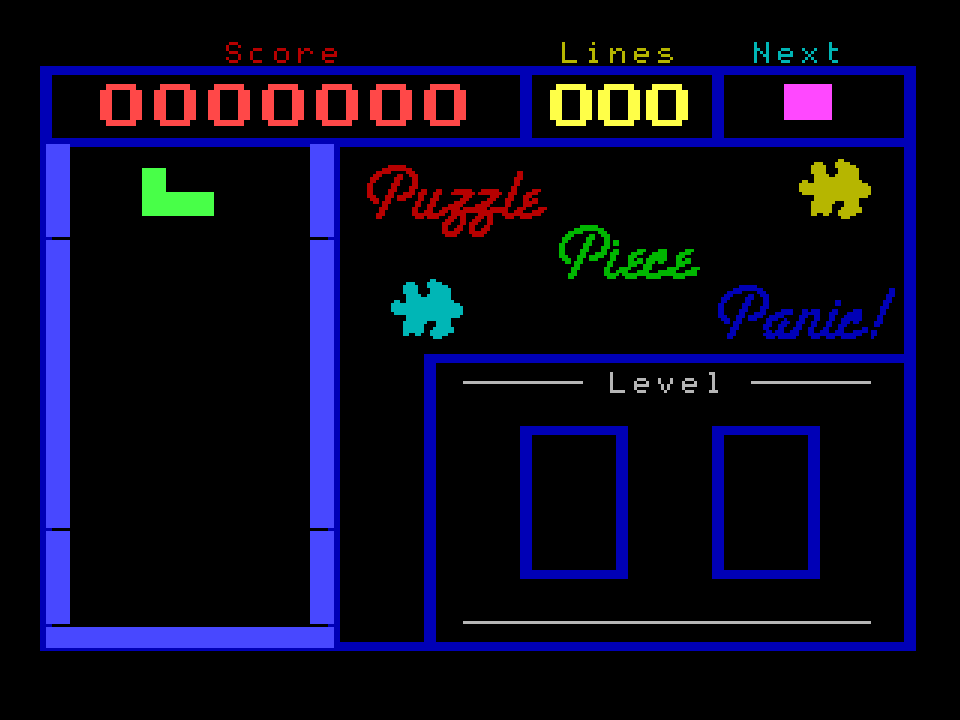 Score Lines Next
0000000 000
Puzzle
Piece
Panic!
Level